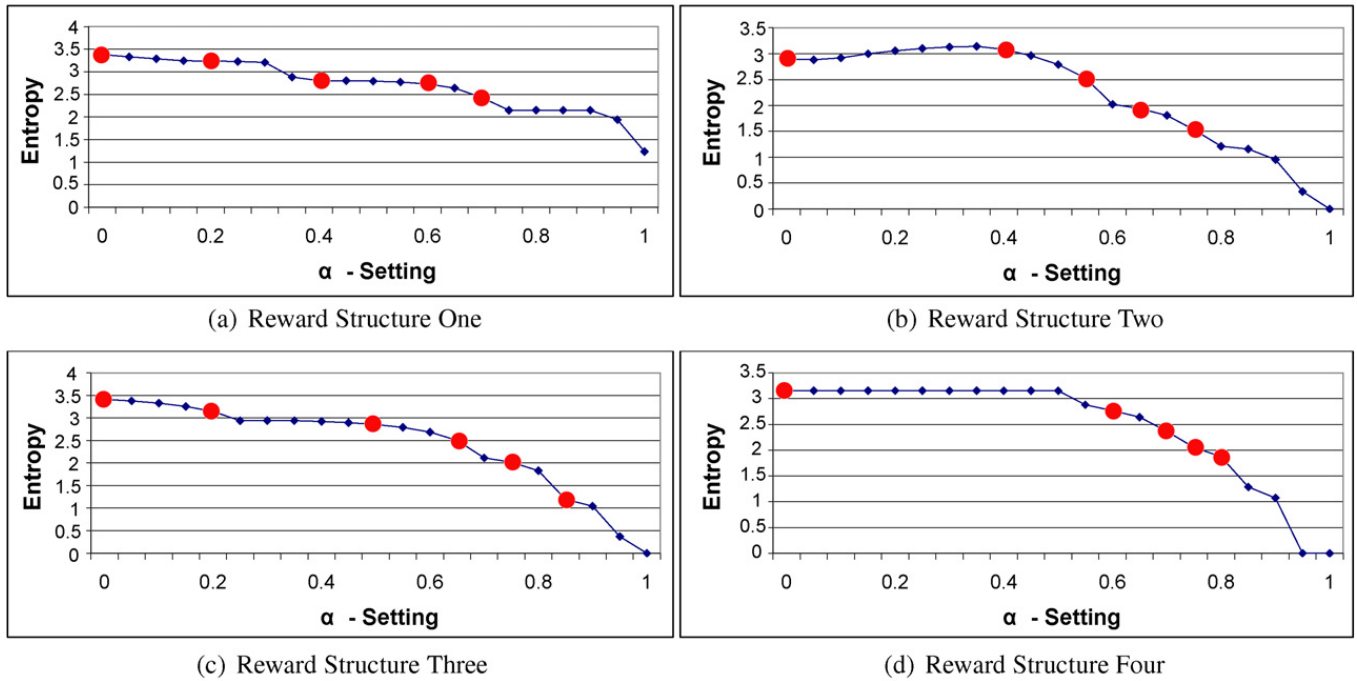 4
3.5
3
2.5
2
1.5
1
0.5
0
Entropy
0 0.2 0.4 0.6 0.8 1
α - Setting
(a) Reward Structure One
3.5
3
2.5
2
1.5
1
0.5
0
Entropy
0 0.2 0.4 0.6 0.8 1
α - Setting
(b) Reward Structure Two
4
3.5
3
2.5
2
1.5
1
0.5
0
Entropy
0 0.2 0.4 0.6 0.8 1
α - Setting
(c) Reward Structure Three
3.5
3
2.5
2
1.5
1
0.5
0
Entropy
0 0.2 0.4 0.6 0.8 1
α - Setting
(d) Reward Structure Four